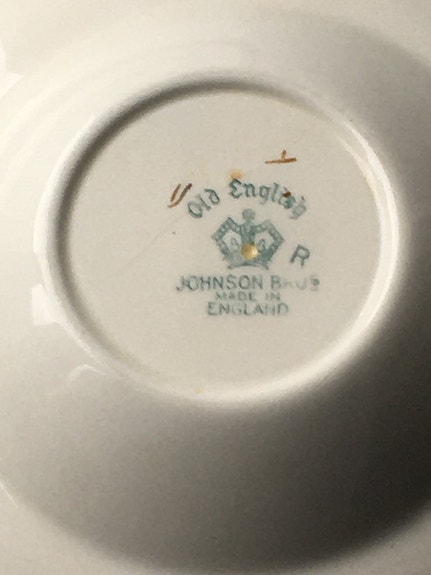 Old English
R
JOHNSON BROS
MADE IN
ENGLAND